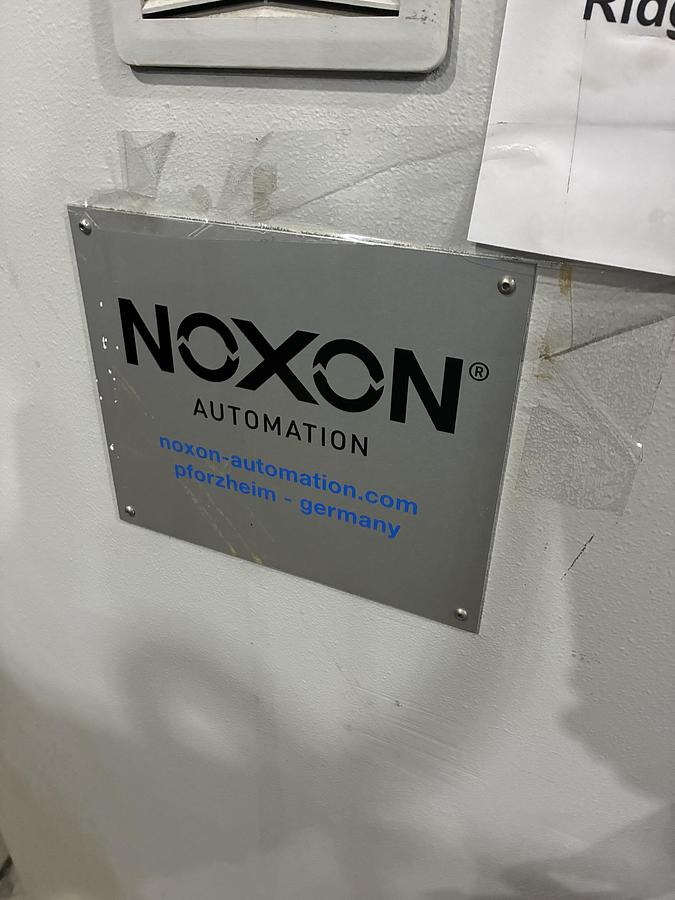 NOXON®
AUTOMATION
noxon-automation.com
pforzheim - germany